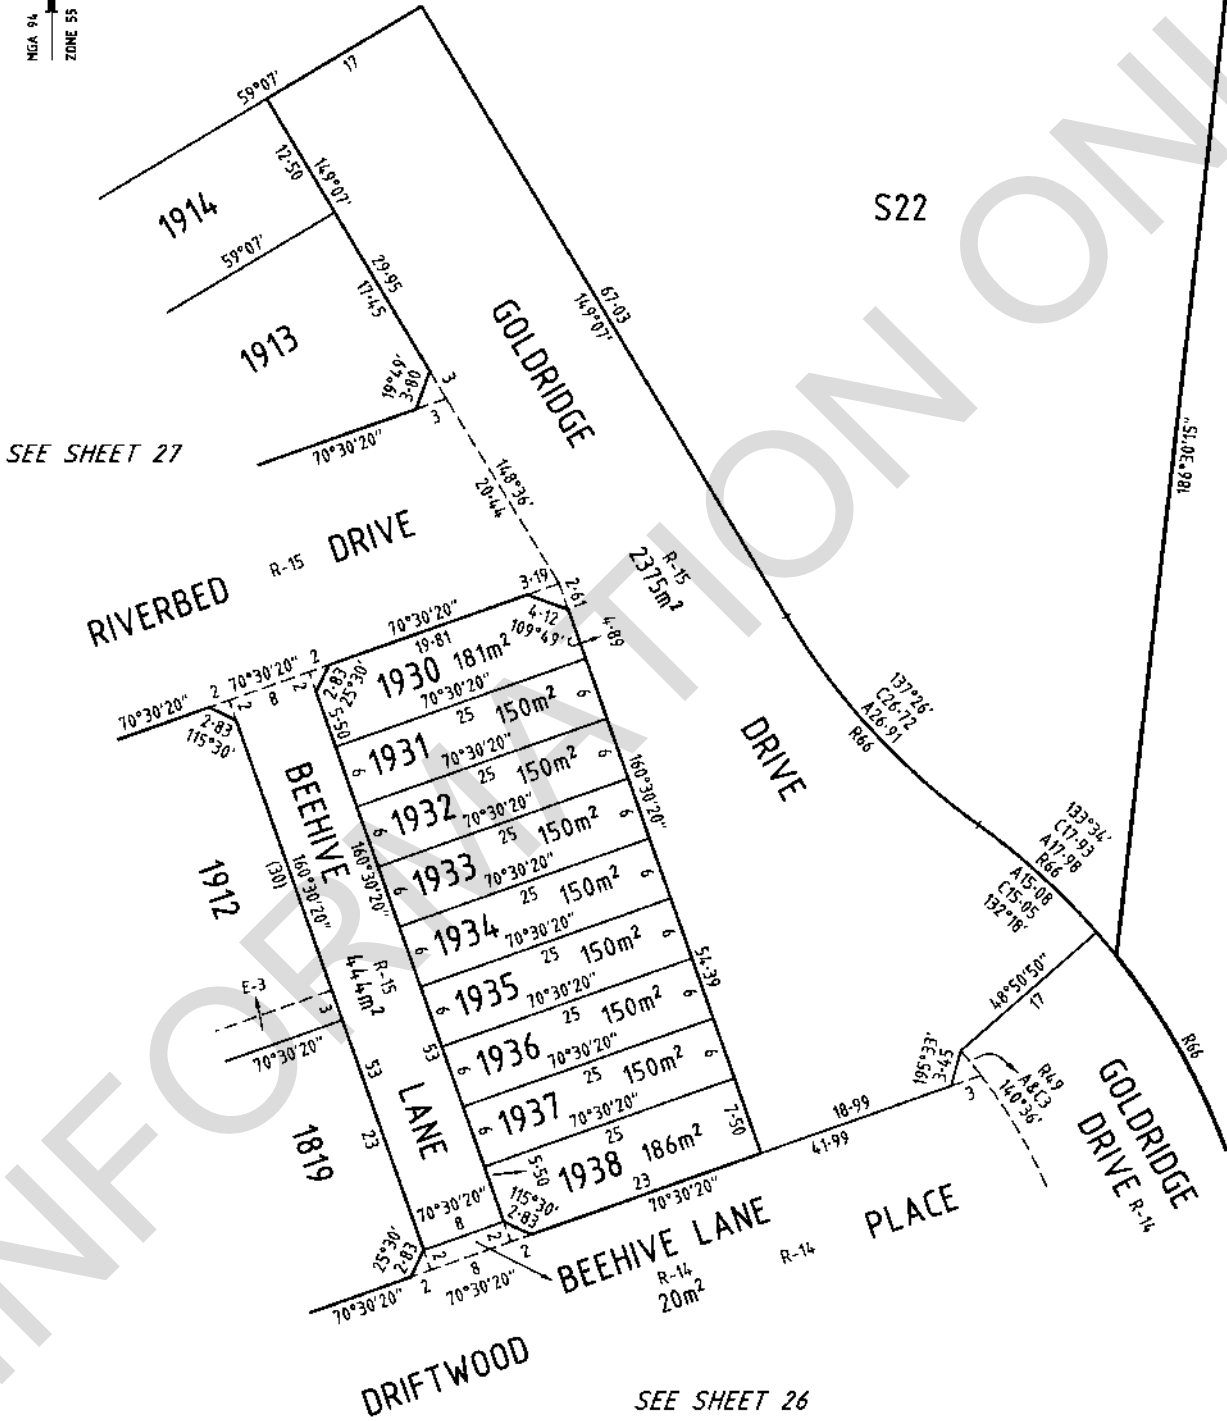 MGA 94
ZONE 55
59°07'
17
12·50
149°07'
1914
59°07'
29·95
17·45
1913
19°49'
3·80
3
3
70°30'20"
SEE SHEET 27
GOLDRIDGE
67·03
149°07'
S22
186°30'15"
148°36'
20·44
RIVERBED R-15 DRIVE
R-15
2375m²
3·19
2·61
4·12
109°49'
4·89
70°30'20"
19·81
1930 181m²
70°30'20"
2
2·83
25°30'
5·50
70°30'20" 2 70°30'20" 2
8
2
2·83
115°30'
25
1931 150m²
6
6
70°30'20"
25
1932 150m²
6
6
70°30'20"
25
1933 150m²
6
6
70°30'20"
25
1934 150m²
6
6
70°30'20"
25
1935 150m²
6
6
70°30'20"
25
1936 150m²
6
6
70°30'20"
25
1937 150m²
6
6
70°30'20"
25
1938 186m²
5·50
7·50
23
70°30'20"
115°30'
2·83
160°30'20"
54·39
160°30'20"
53
BEEHIVE
LANE
R-15
444m²
(30)
160°30'20"
1912
E-3
3
70°30'20"
53
23
1819
70°30'20"
8
25°30'
2·83
2
2
2
8
2
70°30'20"
70°30'20"
DRIVE
137°26'
C26·72
A26·91
R66
133°34'
C17·93
A17·98
R66
A15·08
C15·05
132°18'
48°50'50"
17
195°33'
3·45
3
R49
A&C3
140°36'
R66
GOLDRIDGE
DRIVE R-14
18·99
41·99
BEEHIVE LANE
R-14
20m²
DRIFTWOOD R-14 PLACE
SEE SHEET 26
INFORMATION